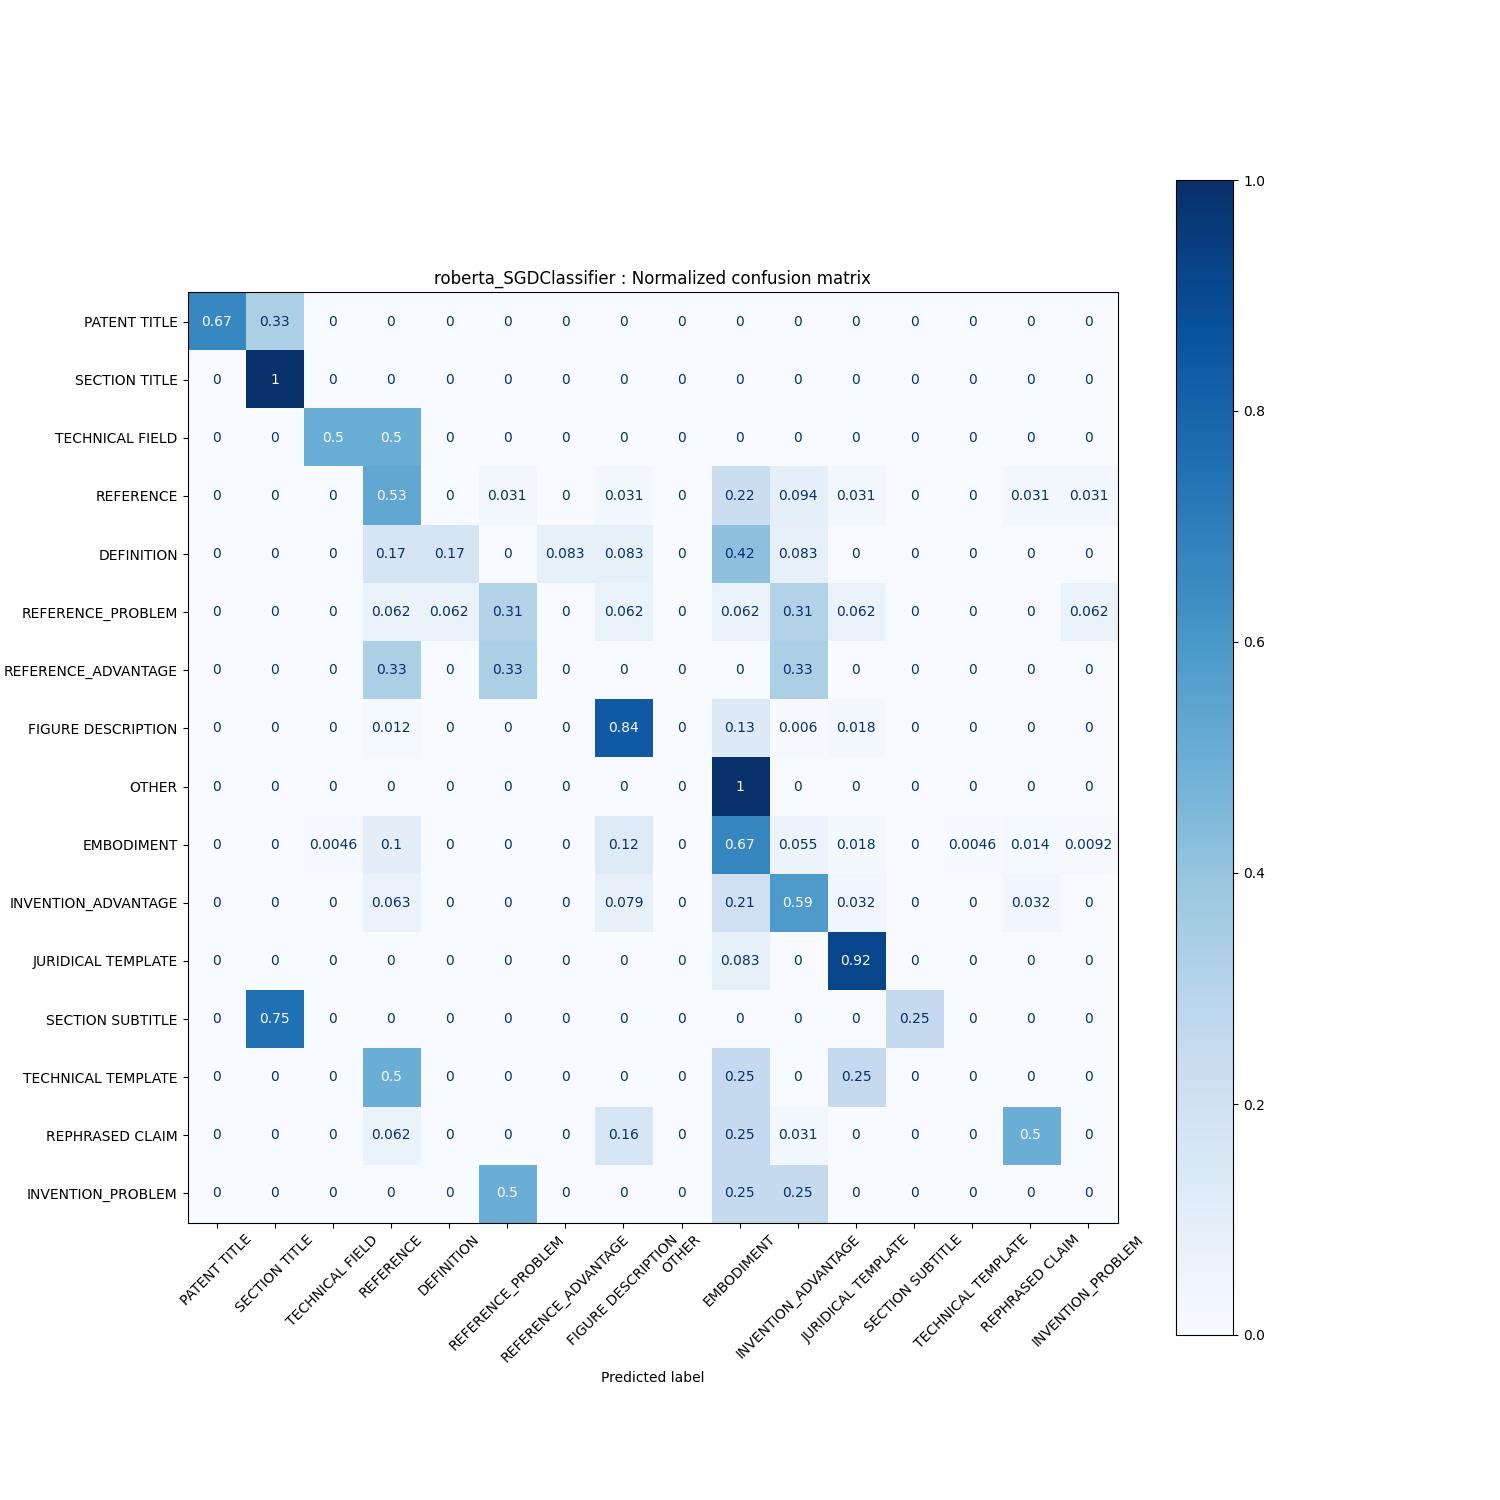 roberta_SGDClassifier : Normalized confusion matrix
PATENT TITLE 0.67 0.33 0 0 0 0 0 0 0 0 0 0 0 0 0 0
SECTION TITLE 0 1 0 0 0 0 0 0 0 0 0 0 0 0 0 0
TECHNICAL FIELD 0 0 0.5 0.5 0 0 0 0 0 0 0 0 0 0 0 0
REFERENCE 0 0 0 0.53 0 0.031 0 0.031 0 0.22 0.094 0.031 0 0 0.031 0.031
DEFINITION 0 0 0 0.17 0.17 0 0.083 0.083 0 0.42 0.083 0 0 0 0 0
REFERENCE_PROBLEM 0 0 0 0.062 0.062 0.31 0 0.062 0 0.062 0.31 0.062 0 0 0 0.062
REFERENCE_ADVANTAGE 0 0 0 0.33 0 0.33 0 0 0 0 0.33 0 0 0 0 0
FIGURE DESCRIPTION 0 0 0 0.012 0 0 0 0.84 0 0.13 0.006 0.018 0 0 0 0
OTHER 0 0 0 0 0 0 0 0 0 1 0 0 0 0 0 0
EMBODIMENT 0 0 0.0046 0.1 0 0 0 0.12 0 0.67 0.055 0.018 0 0.0046 0.014 0.0092
INVENTION_ADVANTAGE 0 0 0 0.063 0 0 0 0.079 0 0.21 0.59 0.032 0 0 0.032 0
JURIDICAL TEMPLATE 0 0 0 0 0 0 0 0 0 0.083 0 0.92 0 0 0 0
SECTION SUBTITLE 0 0.75 0 0 0 0 0 0 0 0 0 0 0.25 0 0 0
TECHNICAL TEMPLATE 0 0 0 0.5 0 0 0 0 0 0.25 0 0.25 0 0 0 0
REPHRASED CLAIM 0 0 0 0.062 0 0 0 0.16 0 0.25 0.031 0 0 0 0.5 0
INVENTION_PROBLEM 0 0 0 0 0 0.5 0 0 0 0.25 0.25 0 0 0 0 0
PATENT TITLE
SECTION TITLE
TECHNICAL FIELD
REFERENCE
DEFINITION
REFERENCE_PROBLEM
REFERENCE_ADVANTAGE
FIGURE DESCRIPTION
OTHER
EMBODIMENT
INVENTION_ADVANTAGE
JURIDICAL TEMPLATE
SECTION SUBTITLE
TECHNICAL TEMPLATE
REPHRASED CLAIM
INVENTION_PROBLEM
Predicted label
1.0
0.8
0.6
0.4
0.2
0.0